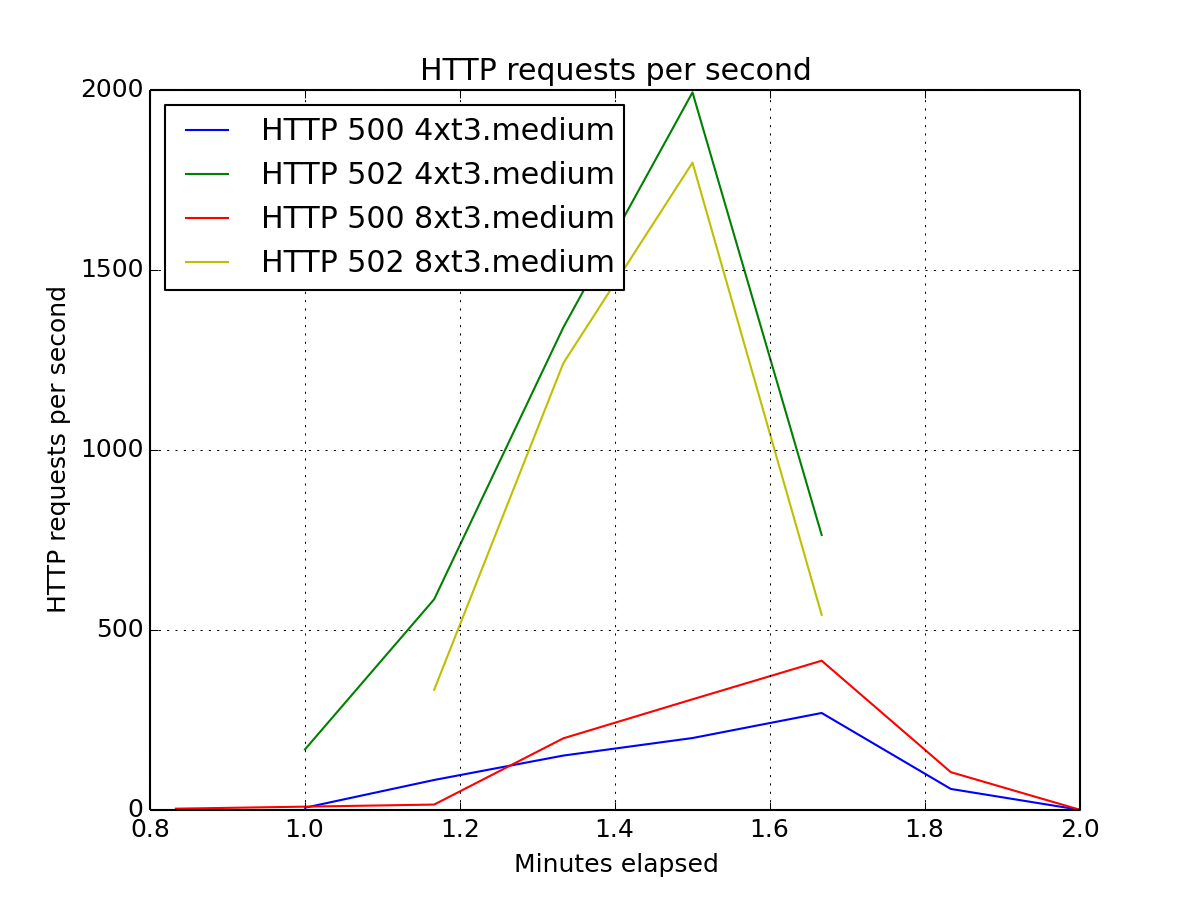 HTTP requests per second
2000
1500
1000
500
0
HTTP requests per second
HTTP 500 4xt3.medium
HTTP 502 4xt3.medium
HTTP 500 8xt3.medium
HTTP 502 8xt3.medium
0.8 1.0 1.2 1.4 1.6 1.8 2.0
Minutes elapsed